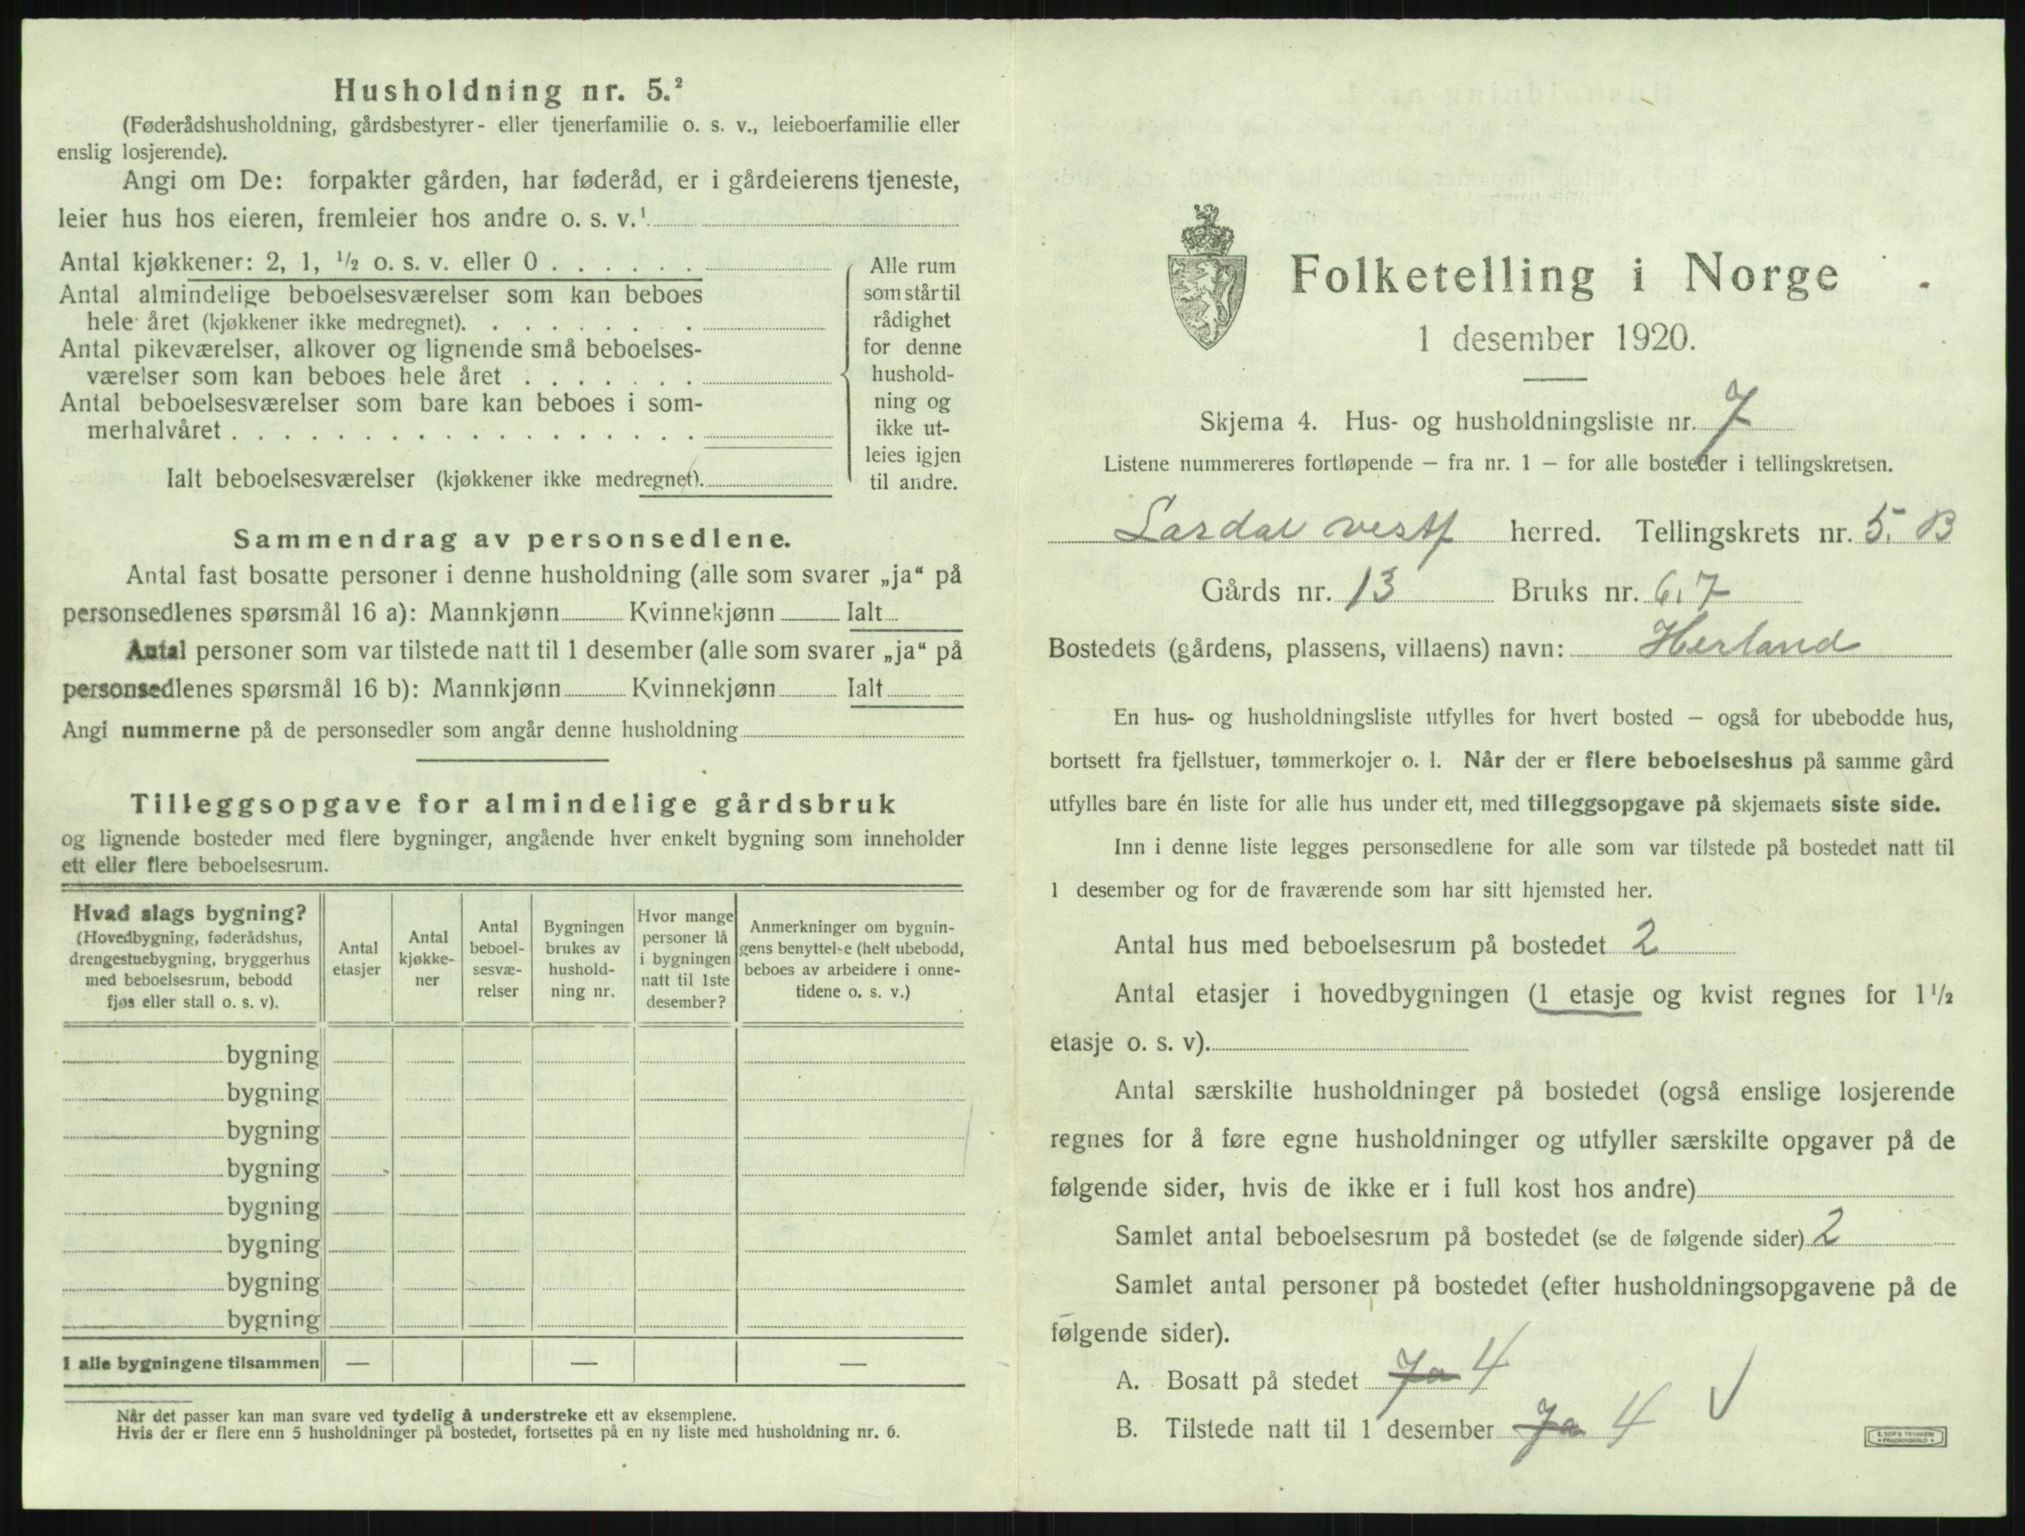 Husholdning nr. 5.²
(Føderådshusholdning, gårdsbestyrer- eller tjenerfamilie o. s. v., leieboerfamilie eller
enslig losjerende).
Angi om De: forpakter gården, har føderåd, er i gårdeierens tjeneste,
leier hus hos eieren, fremleier hos andre o. s. v.¹
Antal kjøkkener: 2, 1, ½ o. s. v. eller 0 . . . . . .
Antal almindelige beboelsesværelser som kan beboes
hele året (kjøkkener ikke medregnet). . . . . . . . .
Antal pikeværelser, alkover og lignende små beboelses-
værelser som kan beboes hele året . . . . . . .
Antal beboelsesværelser som bare kan beboes i som-
merhalvåret . . . . . . . . . . . . . . . . . .
Ialt beboelsesværelser (kjøkkener ikke medregnet).
Alle rum
som står til
rådighet
for denne
hushold-
ning og
ikke ut-
leies igjen
til andre.
Sammendrag av personsedlene.
Antal fast bosatte personer i denne husholdning (alle som svarer „ja“ på
personsedlenes spørsmål 16 a): Mannkjønn Kvinnekjønn Ialt
Antal personer som var tilstede natt til 1 desember (alle som svarer „ja“ på
personsedlenes spørsmål 16 b): Mannkjønn Kvinnekjønn Ialt
Angi nummerne på de personsedler som angår denne husholdning
Tilleggsopgave for almindelige gårdsbruk
og lignende bosteder med flere bygninger, angående hver enkelt bygning som inneholder
ett eller flere beboelsesrum.
Hvad slags bygning?
(Hovedbygning, føderådshus,
drengestuebygning, bryggerhus
med beboelsesrum, bebodd
fjøs eller stall o. s. v).
Antal
etasjer
Antal
kjøkke-
ner
Antal
beboel-
sesvæ-
relser
Bygningen
brukes av
hushold-
ning nr.
Hvor mange
personer lå
i bygningen
natt til 1ste
desember?
Anmerkninger om bygnin-
gens benyttelse (helt ubebodd,
beboes av arbeidere i onne-
tidene o. s. v.)
bygning
bygning
bygning
bygning
bygning
bygning
bygning
bygning
I alle bygningene tilsammen — — —
Når det passer kan man svare ved tydelig å understreke ett av eksemplene.
Hvis der er flere enn 5 husholdninger på bostedet, fortsettes på en ny liste med husholdning nr. 6.
Folketelling i Norge
1 desember 1920.
Skjema 4. Hus- og husholdningsliste nr. 7
Listene nummereres fortløpende — fra nr. 1 — for alle bosteder i tellingskretsen.
Lardal vestf herred. Tellingskrets nr. 5. B
Gårds nr. 13 Bruks nr. 6,7
Bostedets (gårdens, plassens, villaens) navn: Herland
En hus- og husholdningsliste utfylles for hvert bosted — også for ubebodde hus,
bortsett fra fjellstuer, tømmerkojer o. l. Når der er flere beboelseshus på samme gård
utfylles bare én liste for alle hus under ett, med tilleggsopgave på skjemaets siste side.
Inn i denne liste legges personsedlene for alle som var tilstede på bostedet natt til
1 desember og for de fraværende som har sitt hjemsted her.
Antal hus med beboelsesrum på bostedet 2
Antal etasjer i hovedbygningen (1 etasje og kvist regnes for 1½
etasje o. s. v).
Antal særskilte husholdninger på bostedet (også enslige losjerende
regnes for å føre egne husholdninger og utfyller særskilte opgaver på de
følgende sider, hvis de ikke er i full kost hos andre)
Samlet antal beboelsesrum på bostedet (se de følgende sider) 2
Samlet antal personer på bostedet (efter husholdningsopgavene på de
følgende sider).
A. Bosatt på stedet Ja 4
B. Tilstede natt til 1 desember Ja 4